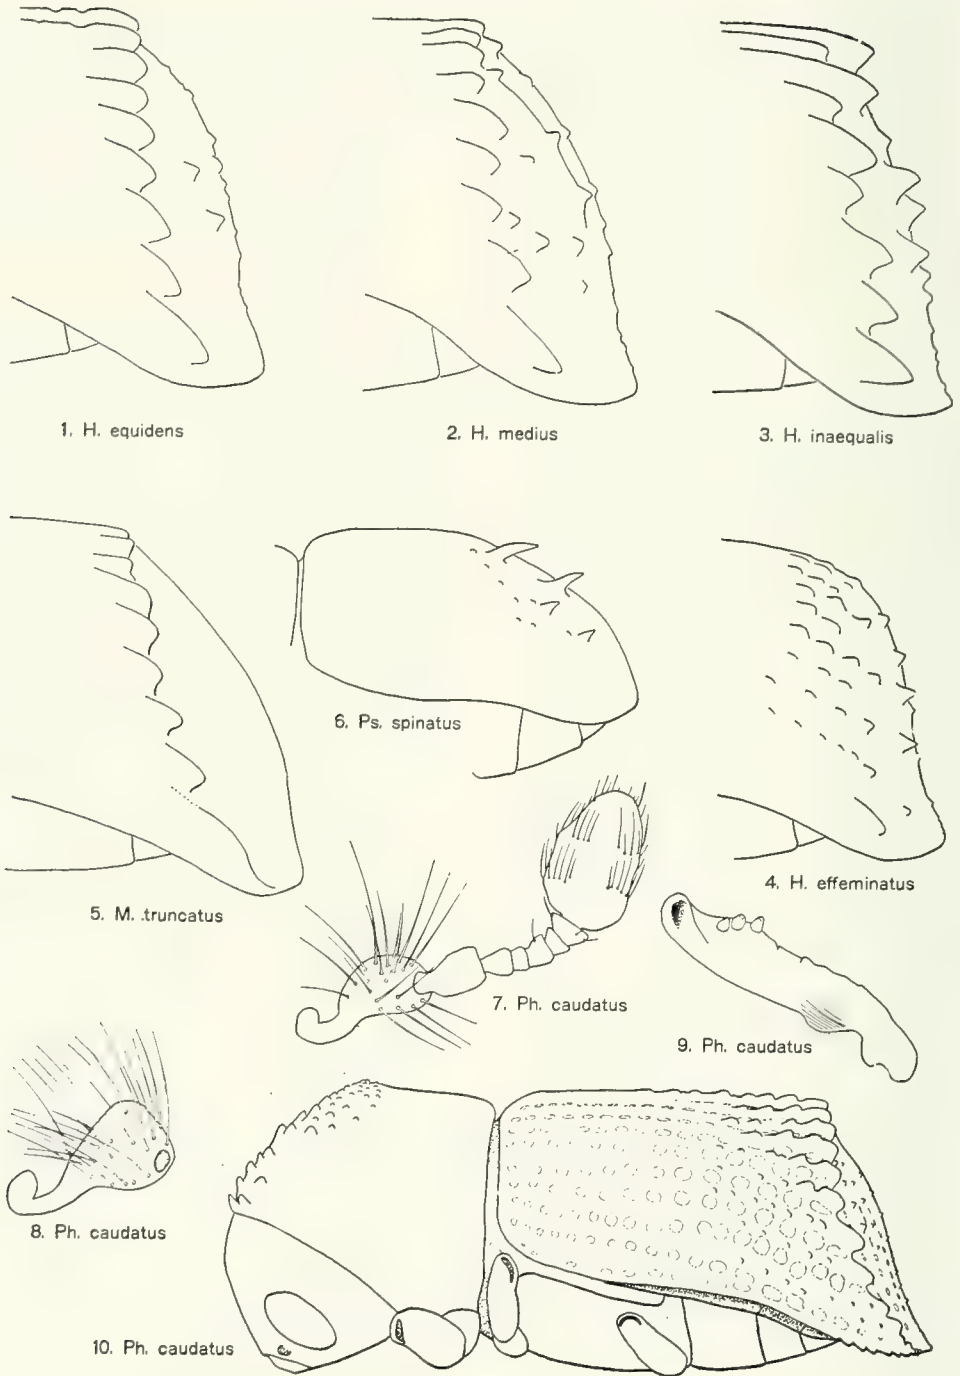 1. H. equidens
2. H. medius
3. H. inaequalis
5. M. .truncatus
6. Ps. spinatus
4. H. effeminatus
7. Ph. caudatus
9. Ph. caudatus
8. Ph. caudatus
10. Ph. caudatus